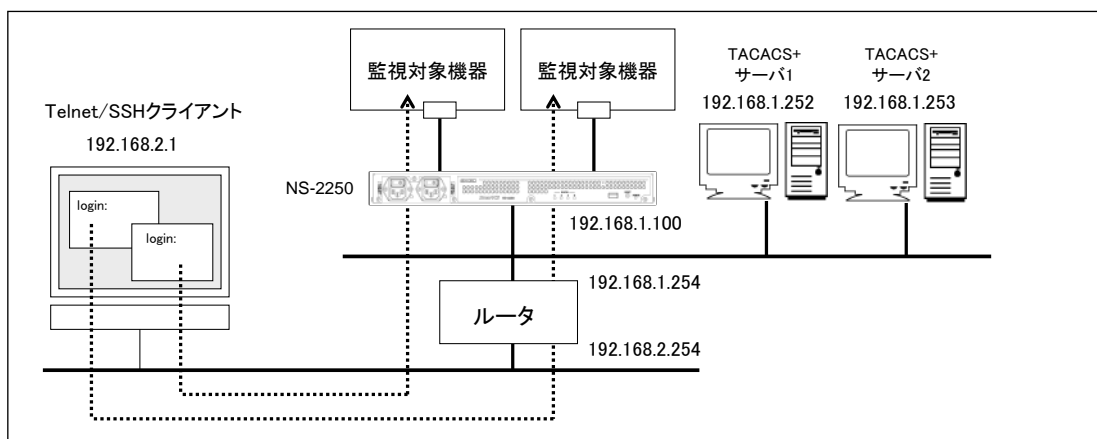 監視対象機器
監視対象機器
TACACS+
サーバ1
192.168.1.252
TACACS+
サーバ2
192.168.1.253
Telnet/SSHクライアント
192.168.2.1
login:
login:
NS-2250
192.168.1.100
192.168.1.254
ルータ
192.168.2.254